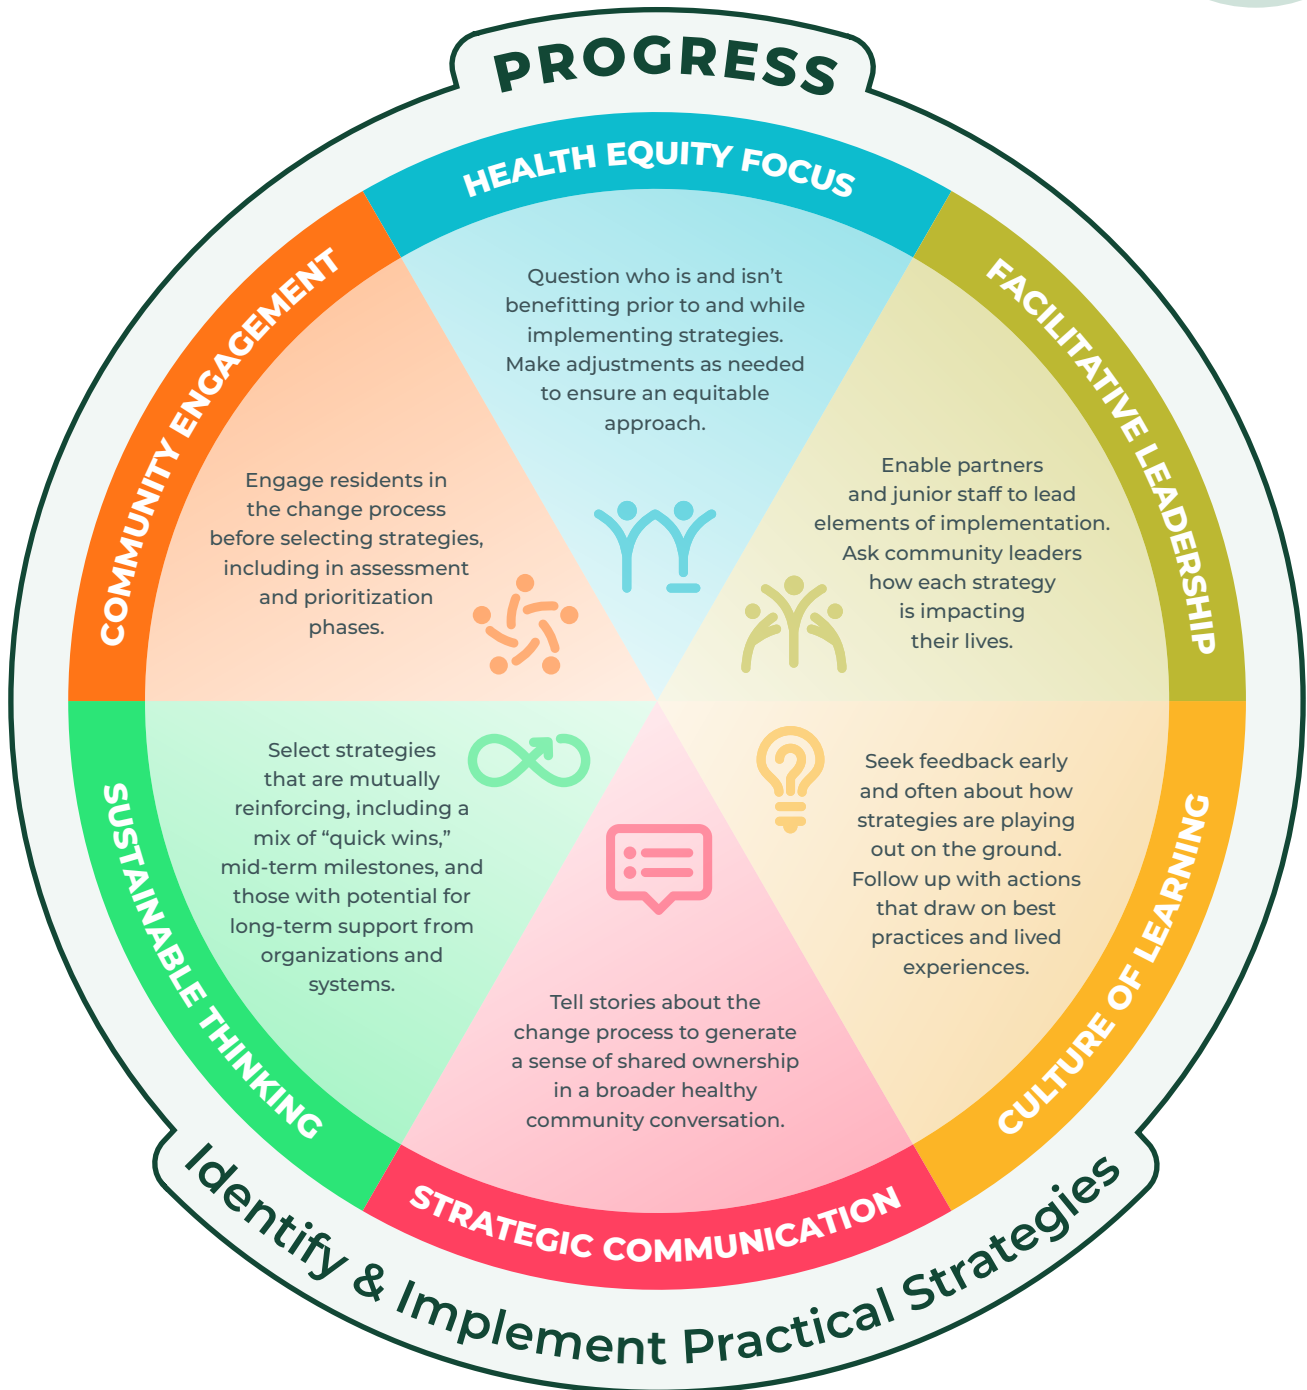 PROGRESS
HEALTH EQUITY FOCUS
Question who is and isn’t
benefitting prior to and while
implementing strategies.
Make adjustments as needed
to ensure an equitable
approach.
FACILITATIVE LEADERSHIP
Enable partners
and junior staff to lead
elements of implementation.
Ask community leaders
how each strategy
is impacting
their lives.
CULTURE OF LEARNING
Seek feedback early
and often about how
strategies are playing
out on the ground.
Follow up with actions
that draw on best
practices and lived
experiences.
STRATEGIC COMMUNICATION
Tell stories about the
change process to generate
a sense of shared ownership
in a broader healthy
community conversation.
SUSTAINABLE THINKING
Select strategies
that are mutually
reinforcing, including a
mix of “quick wins,”
mid-term milestones, and
those with potential for
long-term support from
organizations and
systems.
COMMUNITY ENGAGEMENT
Engage residents in
the change process
before selecting strategies,
including in assessment
and prioritization
phases.
Identify & Implement Practical Strategies